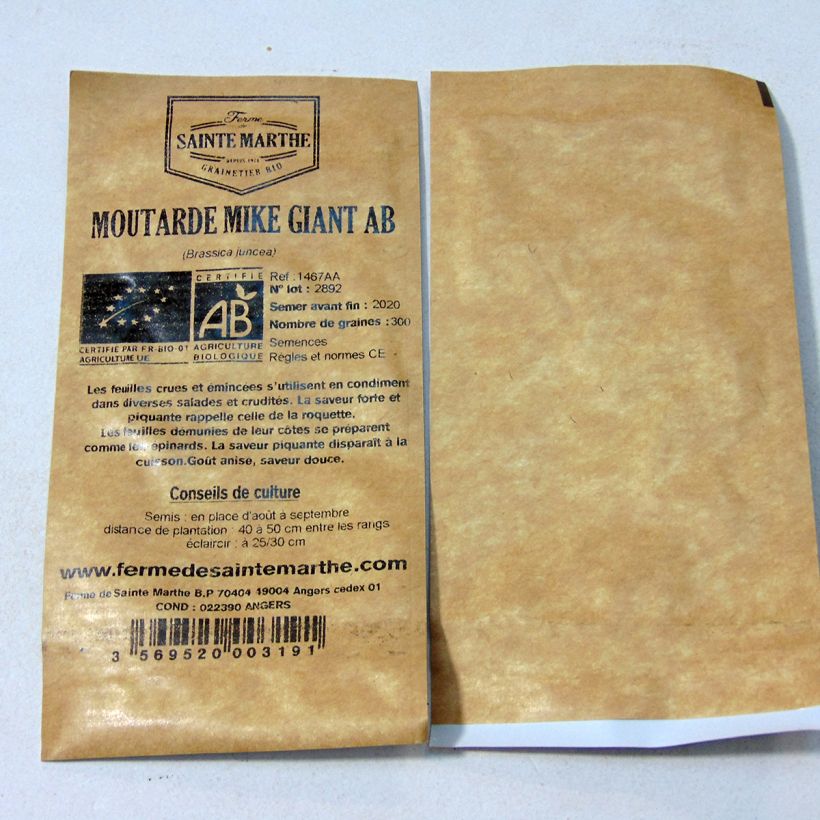 Ferme
de
SAINTE MARTHE
DEPUIS 1974
GRAINETIER BIO
MOUTARDE MIKE GIANT AB
(Brassica juncea)
CERTIFIÉ
AB
AGRICULTURE
BIOLOGIQUE
CERTIFIE PAR FR-BIO-01
AGRICULTURE UE
Ref :1467AA
N° lot : 2892
Semer avant fin : 2020
Nombre de graines :300
Semences
Règles et normes CE
Les feuilles crues et émincées s'utilisent en condiment
dans diverses salades et crudités. La saveur forte et
piquante rappelle celle de la roquette.
Les feuilles démunies de leur côtes se préparent
comme les épinards. La saveur piquante disparaît à la
cuisson.Goût anisé, saveur douce.
Conseils de culture
Semis : en place d'août à septembre
distance de plantation : 40 à 50 cm entre les rangs
éclaircir : à 25/30 cm
www.fermedesaintemarthe.com
Ferme de Sainte Marthe B.P 70404 19004 Angers cedex 01
COND : 022390 ANGERS
3 569520 003191